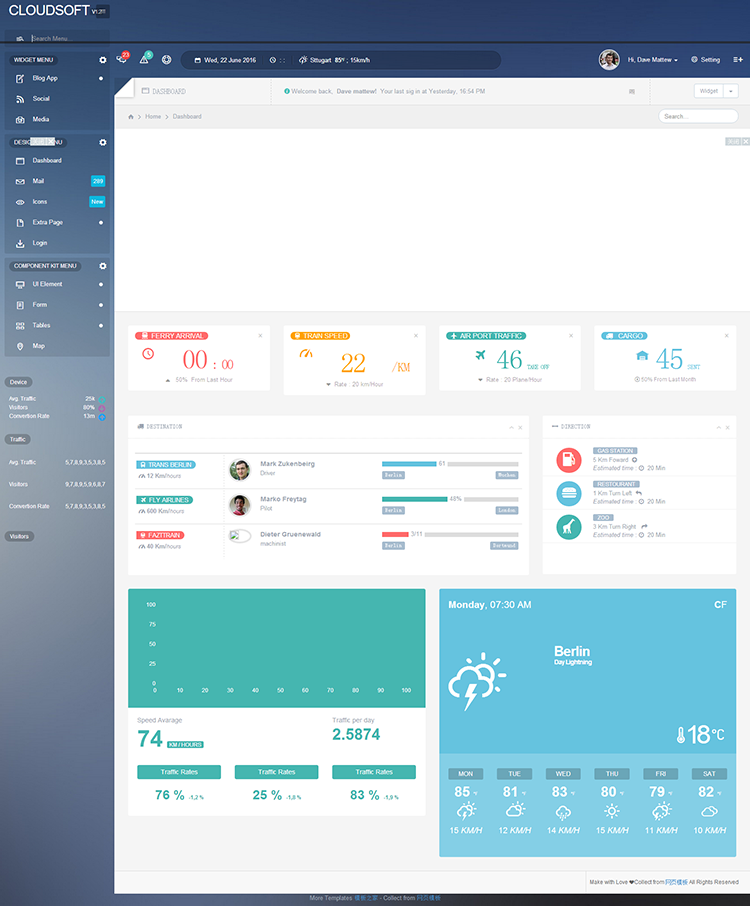 CLOUDSOFT V1.2
Search Menu...
WIDGET MENU
Blog App
Social
Media
Dashboard
Mail 289
Icons New
Extra Page
Login
COMPONENT KIT MENU
UI Element
Form
Tables
Map
Device
Avg. Traffic 25k
Visitors 80%
Convertion Rate 13m
Traffic
Avg. Traffic 5,7,8,9,3,5,3,8,5
Visitors 9,7,8,9,5,9,6,8,7
Convertion Rate 5,7,8,9,3,5,3,8,5
Visitors
23 5 Wed, 22 June 2016 : : Sttugart 85°F ; 15km/h
Hi, Dave Mattew Setting
DASHBOARD Welcome back, Dave mattew! Your last sig in at Yesterday, 16:54 PM Widget
Home > Dashboard Search...
FERRY ARRIVAL
00 : 00
50% From Last Hour
TRAIN SPEED
22 /KM
Rate : 20 km/Hour
AIR PORT TRAFFIC
46 TAKE OFF
Rate : 20 Plane/Hour
CARGO
45 SENT
50% From Last Month
DESTINATION
TRANS BERLIN
12 Km/hours
Mark Zukenbeirg
Driver
61
Berlin
FLY AIRLINES
600 Km/hours
Marko Freytag
Pilot
48%
Berlin London
FAZTTRAIN
40 Km/hours
Dieter Gruenewald
machinist
3/11
Berlin Dortmund
DIRECTION
GAS STATION
5 Km Foward
Estimated time : 20 Min
RESTOURANT
1 Km Turn Left
Estimated time : 20 Min
ZOO
3 Km Turn Right
Estimated time : 20 Min
100
75
50
25
0
0 10 20 30 40 50 60 70 80 90 100
Speed Avarage
74 KM / HOURS
Traffic per day
2.5874
Traffic Rates Traffic Rates Traffic Rates
76 % -1,2 % 25 % -1,8 % 83 % -1,9 %
Monday, 07:30 AM CF
Berlin
Day Lightning
18°C
MON TUE WED THU FRI SAT
85 °F 81 °F 83 °F 80 °F 79 °F 82 °F
15 KM/H 12 KM/H 14 KM/H 15 KM/H 11 KM/H 10 KM/H
Make with Love ❤Collect from 网页模板 All Rights Reserved
More Templates 模板之家 - Collect from 网页模板